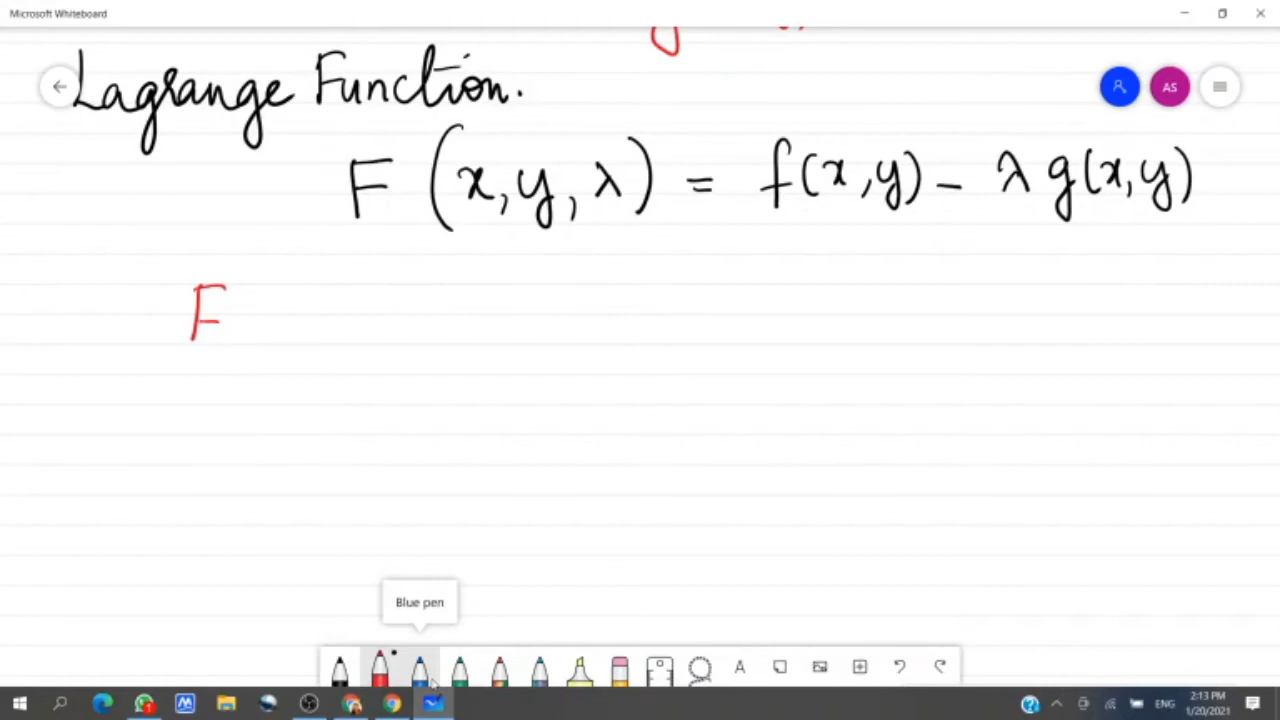 Microsoft Whiteboard
Lagrange Function.
AS
F (x, y, λ) = f(x, y) - λ g(x, y)
F
Blue pen
A
ENG
2:13 PM
1/20/2021